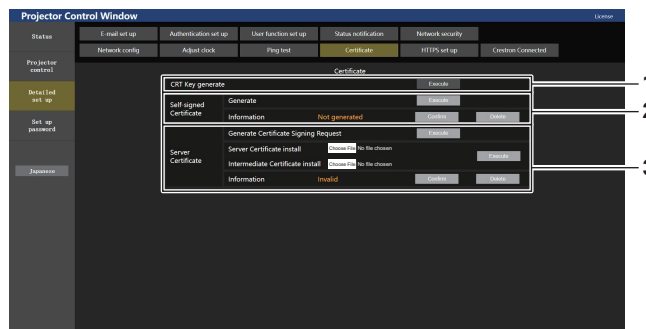 Projector Control Window License
Status E-mail set up Authentication set up User function set up Status notification Network security
Network config Adjust clock Ping test Certificate HTTPS set up Crestron Connected
Projector
control
Certificate
CRT Key generate Execute 1
Detailed
set up
Self-signed
Certificate
Generate Execute
2
Information Not generated Confirm Delete
Set up
password
Generate Certificate Signing Request Execute
Server
Certificate
Server Certificate install Choose File No file chosen
Execute
Intermediate Certificate install Choose File No file chosen
3
Information Invalid Confirm Delete
Japanese